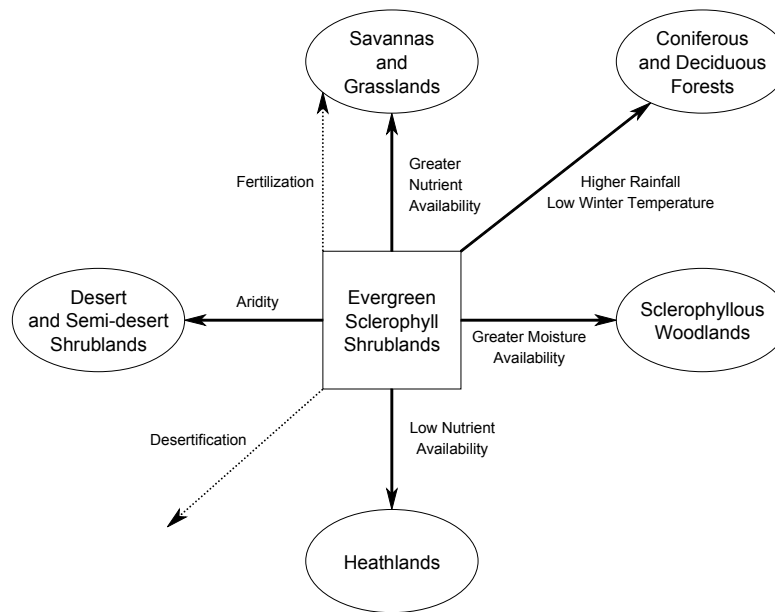 Savannas
and
Grasslands
Coniferous
and Deciduous
Forests
Fertilization
Greater
Nutrient
Availability
Higher Rainfall
Low Winter Temperature
Desert
and Semi-desert
Shrublands
Aridity
Evergreen
Sclerophyll
Shrublands
Greater Moisture
Availability
Sclerophyllous
Woodlands
Desertification
Low Nutrient
Availability
Heathlands